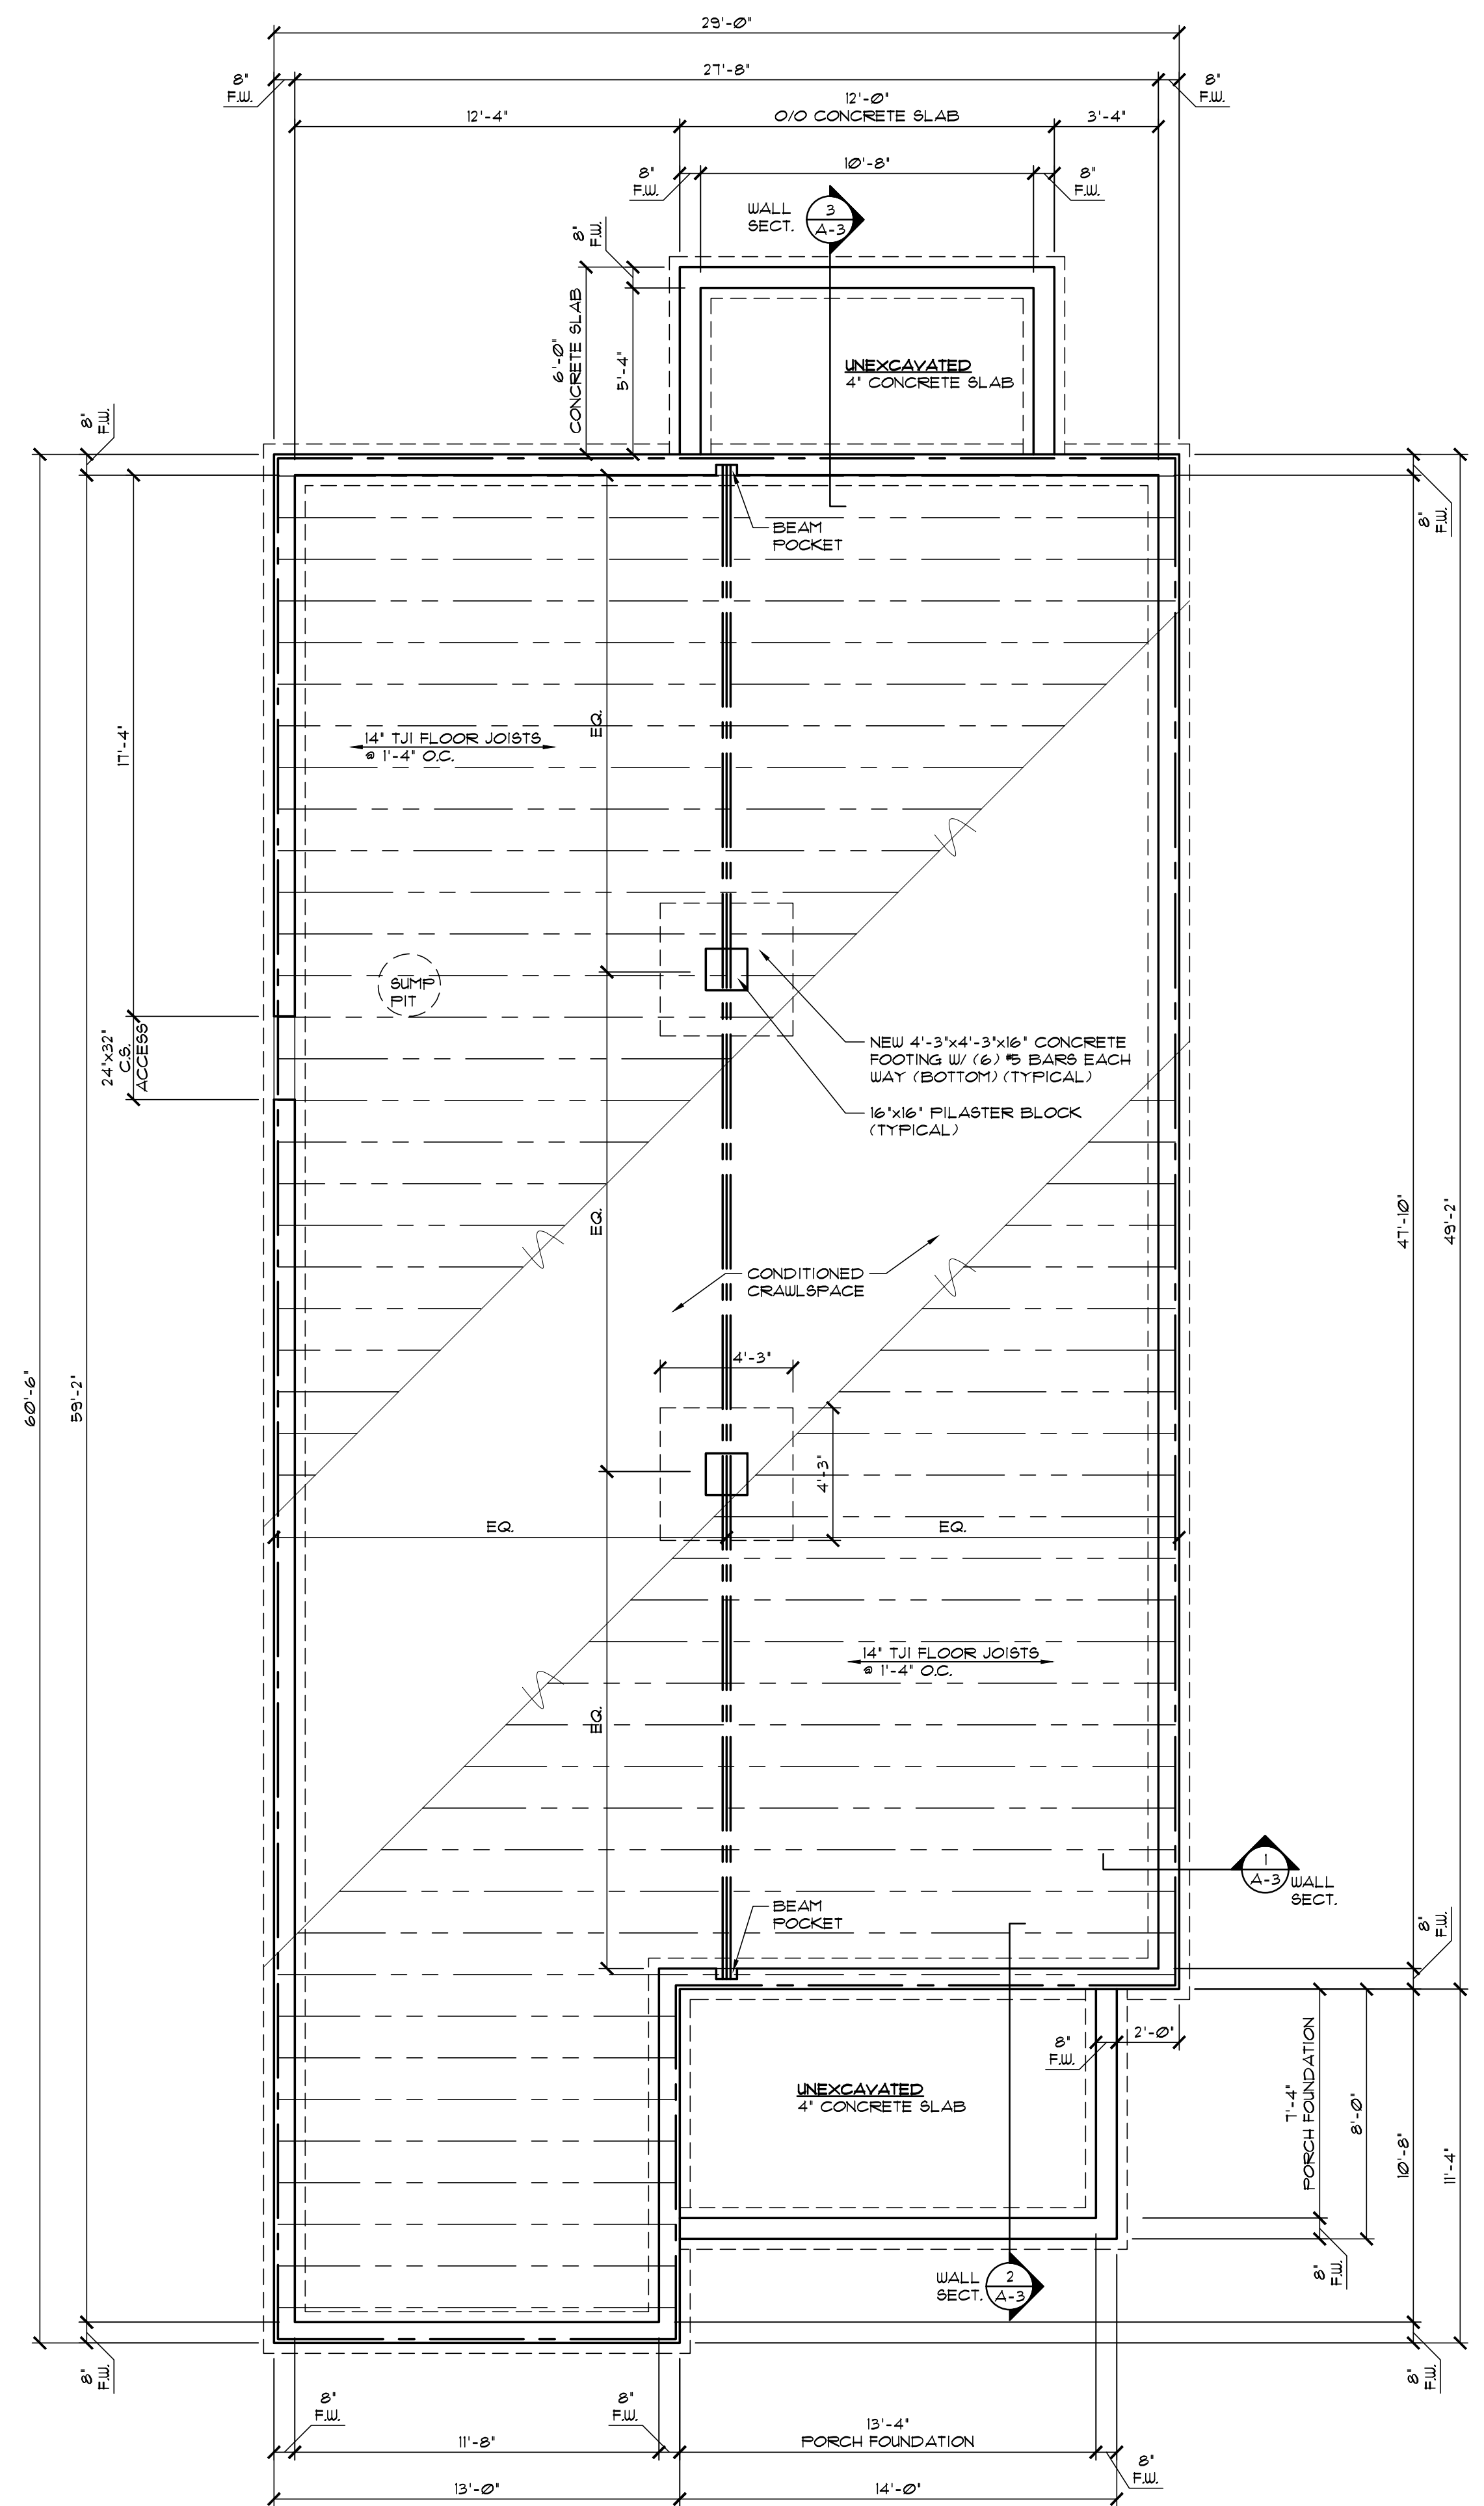 29'-0"
27'-8"
8"
F.W.
8"
F.W.
12'-4"
12'-0"
O/O CONCRETE SLAB
3'-4"
10'-8"
8"
F.W.
8"
F.W.
WALL
SECT.
3
A-3
8"
F.W.
6'-0"
CONCRETE SLAB
5'-4"
UNEXCAVATED
4" CONCRETE SLAB
8"
F.W.
8"
F.W.
BEAM
POCKET
17'-4"
EQ.
14" TJI FLOOR JOISTS
@ 1'-4" O.C.
SUMP
PIT
24"x32"
C.S.
ACCESS
NEW 4'-3"x4'-3"x16" CONCRETE
FOOTING W/ (6) #5 BARS EACH
WAY (BOTTOM) (TYPICAL)
16"x16" PILASTER BLOCK
(TYPICAL)
EQ.
47'-10"
49'-2"
CONDITIONED
CRAWLSPACE
4'-3"
60'-6"
59'-2"
4'-3"
EQ.
EQ.
14" TJI FLOOR JOISTS
@ 1'-4" O.C.
EQ.
1
A-3
WALL
SECT.
BEAM
POCKET
8"
F.W.
8"
F.W.
2'-0"
UNEXCAVATED
4" CONCRETE SLAB
7'-4"
PORCH FOUNDATION
8'-0"
10'-8"
11'-4"
WALL
SECT.
2
A-3
8"
F.W.
8"
F.W.
8"
F.W.
8"
F.W.
8"
F.W.
11'-8"
13'-4"
PORCH FOUNDATION
8"
F.W.
13'-0"
14'-0"